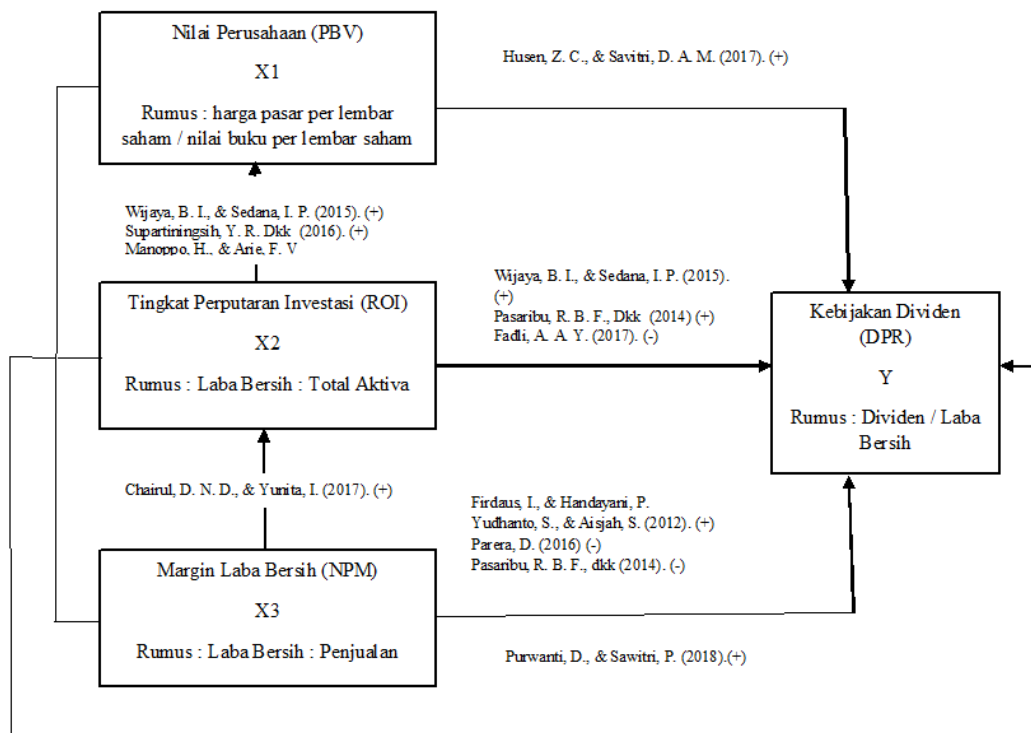 Nilai Perusahaan (PBV)
X1
Rumus : harga pasar per lembar
saham / nilai buku per lembar saham
Husen, Z. C., & Savitri, D. A. M. (2017). (+)
Wijaya, B. I., & Sedana, I. P. (2015). (+)
Supartiningsih, Y. R. Dkk (2016). (+)
Manoppo, H., & Arie, F. V
Tingkat Perputaran Investasi (ROI)
X2
Rumus : Laba Bersih : Total Aktiva
Wijaya, B. I., & Sedana, I. P. (2015).
(+)
Pasaribu, R. B. F., Dkk (2014) (+)
Fadli, A. A. Y. (2017). (-)
Kebijakan Dividen
(DPR)
Y
Rumus : Dividen / Laba
Bersih
Chairul, D. N. D., & Yunita, I. (2017). (+)
Firdaus, I., & Handayani, P.
Yudhanto, S., & Aisjah, S. (2012). (+)
Parera, D. (2016) (-)
Pasaribu, R. B. F., dkk (2014). (-)
Margin Laba Bersih (NPM)
X3
Rumus : Laba Bersih : Penjualan
Purwanti, D., & Sawitri, P. (2018).(+)